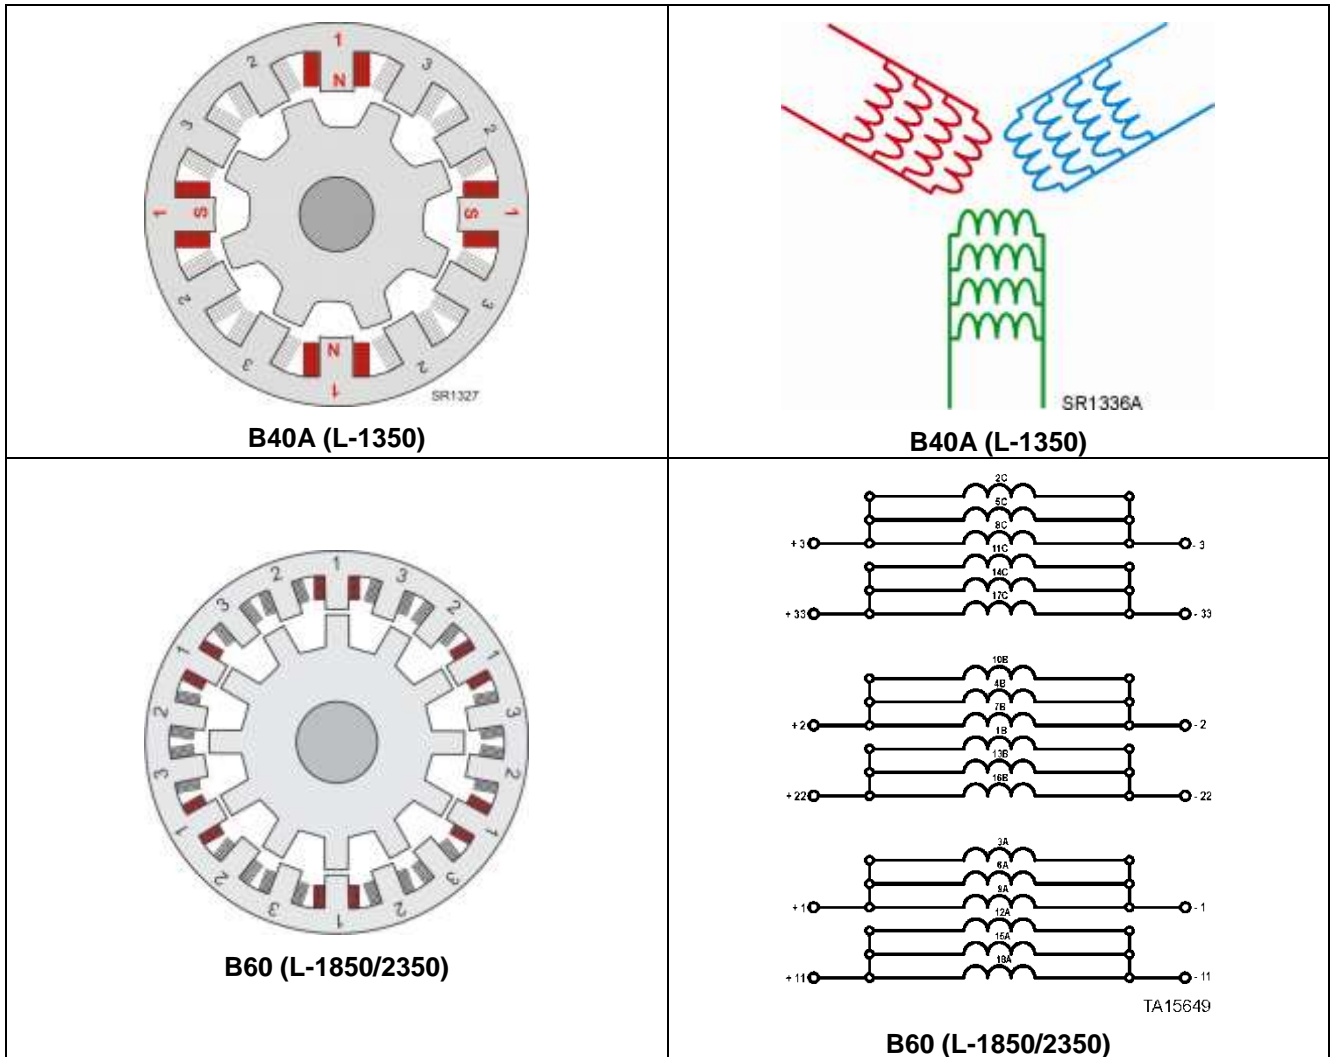 1
2
3
N
3
2
1
S
S
1
2
3
N
3
2
1
SR1327
B40A (L-1350)
SR1336A
B40A (L-1350)
1
2
3
3
2
1
1
2
3
3
2
1
1
2
3
3
2
1
B60 (L-1850/2350)
2C
5C
8C
+3
- 3
11C
14C
17C
+33
- 33
10B
4B
7B
+2
- 2
1B
13B
16B
+22
- 22
3A
6A
9A
+1
- 1
12A
15A
18A
+11
- 11
TA15649
B60 (L-1850/2350)